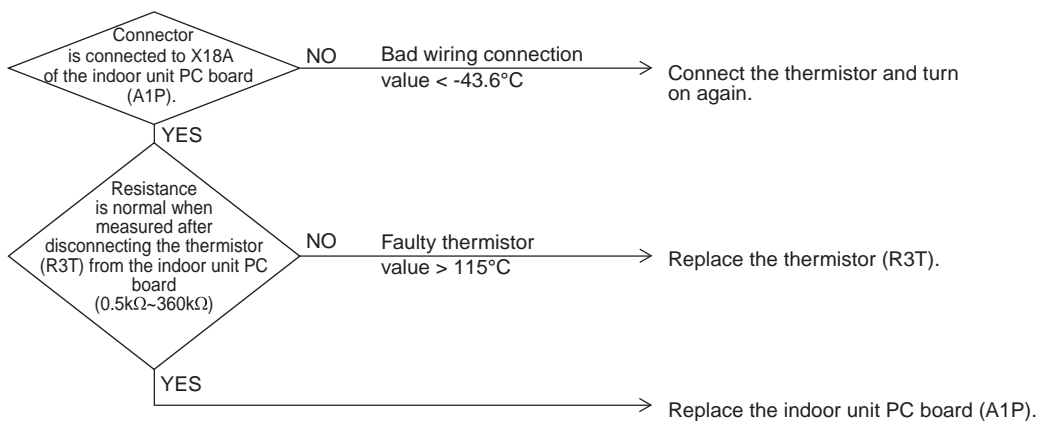 Connector
is connected to X18A
of the indoor unit PC board
(A1P).
NO
Bad wiring connection
value < -43.6°C
Connect the thermistor and turn
on again.
YES
Resistance
is normal when
measured after
disconnecting the thermistor
(R3T) from the indoor unit PC
board
(0.5kΩ~360kΩ)
NO
Faulty thermistor
value > 115°C
Replace the thermistor (R3T).
YES
Replace the indoor unit PC board (A1P).